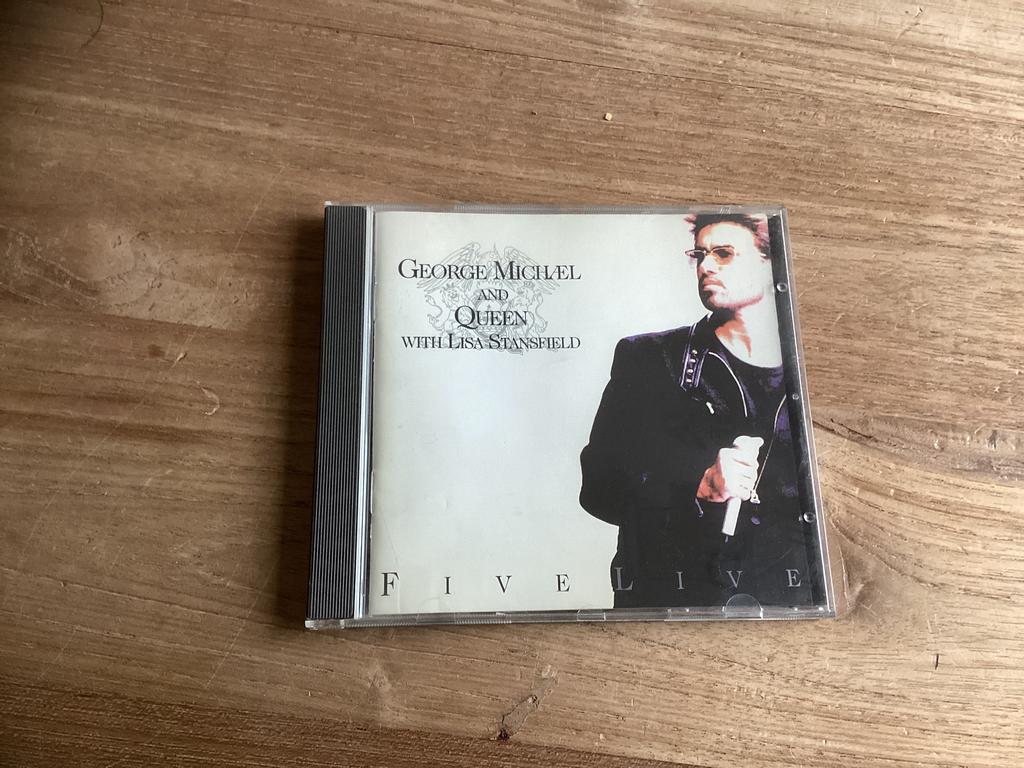 GEORGE MICHÆL
AND
QUEEN
WITH LISA STANSFIELD
FIVE LIVE